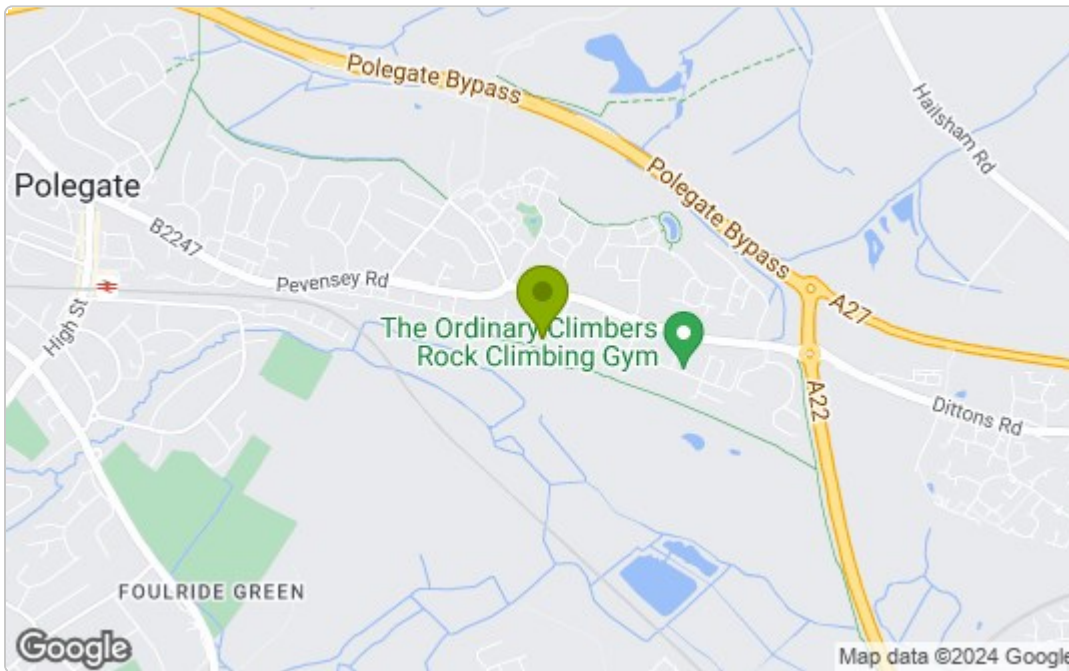 Polegate Bypass
Hailsham Rd
Polegate
Polegate Bypass
B2247
Pevensey Rd
A27
High St
The Ordinary Climbers
Rock Climbing Gym
A22
Dittons Rd
FOULRIDE GREEN
Google
Map data ©2024 Google